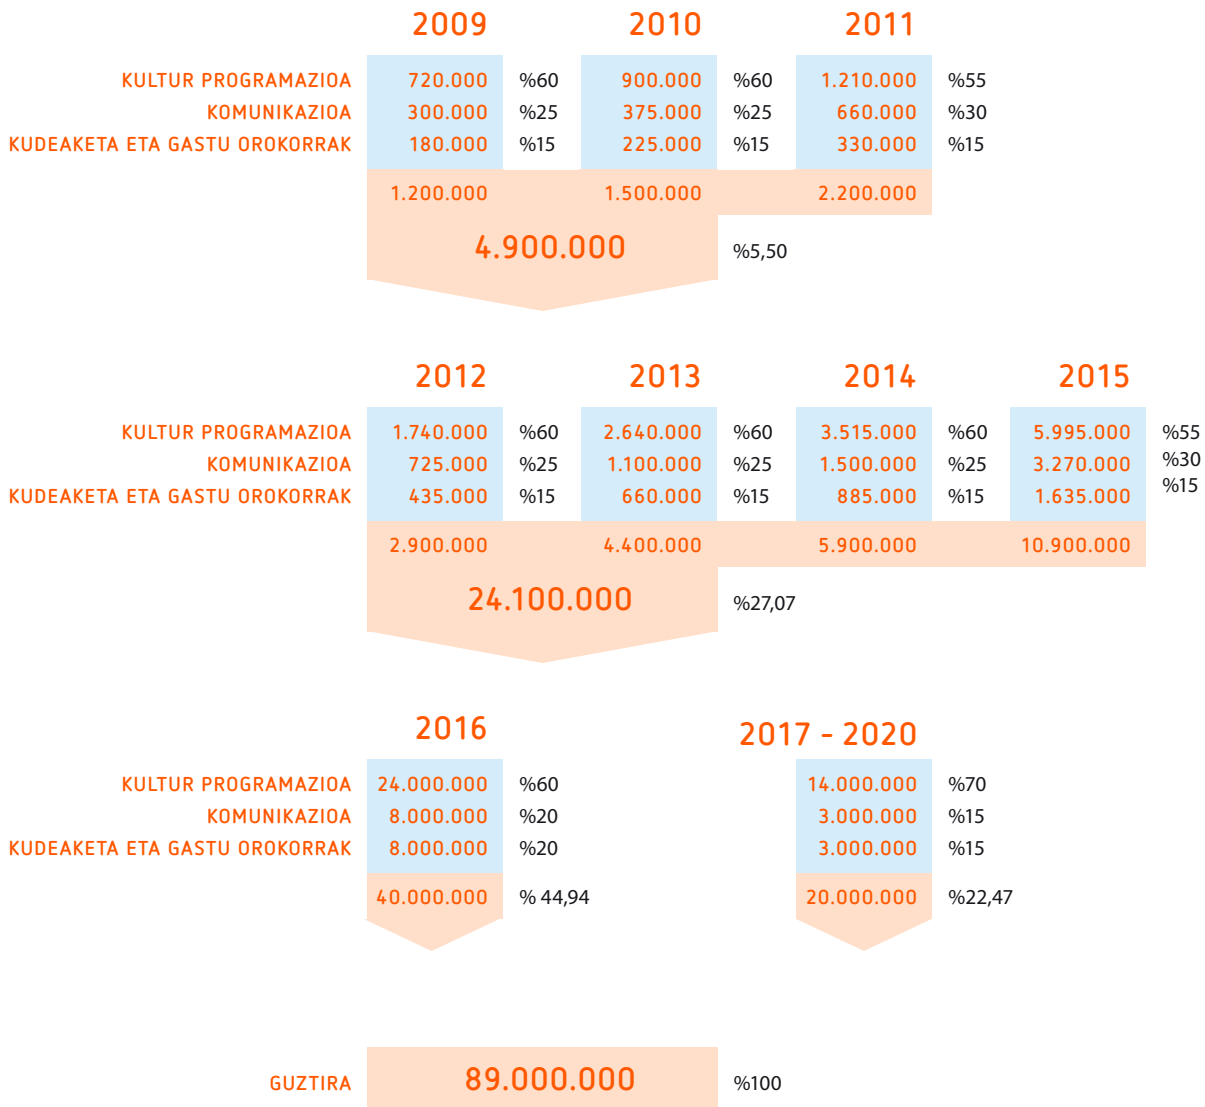 2009 2010 2011
KULTUR PROGRAMAZIOA 720.000 %60 900.000 %60 1.210.000 %55
KOMUNIKAZIOA 300.000 %25 375.000 %25 660.000 %30
KUDEAKETA ETA GASTU OROKORRAK 180.000 %15 225.000 %15 330.000 %15
1.200.000 1.500.000 2.200.000
4.900.000 %5,50
2012 2013 2014 2015
KULTUR PROGRAMAZIOA 1.740.000 %60 2.640.000 %60 3.515.000 %60 5.995.000 %55
KOMUNIKAZIOA 725.000 %25 1.100.000 %25 1.500.000 %25 3.270.000 %30
KUDEAKETA ETA GASTU OROKORRAK 435.000 %15 660.000 %15 885.000 %15 1.635.000 %15
2.900.000 4.400.000 5.900.000 10.900.000
24.100.000 %27,07
2016 2017 - 2020
KULTUR PROGRAMAZIOA 24.000.000 %60 14.000.000 %70
KOMUNIKAZIOA 8.000.000 %20 3.000.000 %15
KUDEAKETA ETA GASTU OROKORRAK 8.000.000 %20 3.000.000 %15
40.000.000 % 44,94 20.000.000 %22,47
GUZTIRA 89.000.000 %100